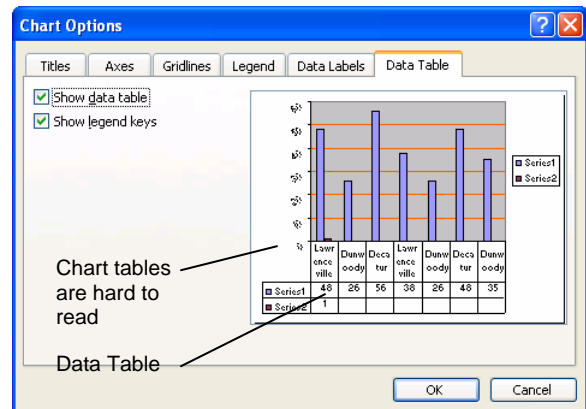 Chart Options
Titles Axes Gridlines Legend Data Labels Data Table
Show data table
Show legend keys
Series1
Series2
Lawr ence ville Dunw oody Deca tur Lawr ence ville Dunw oody Deca tur Dunw oody
Series1 48 26 56 38 26 48 35
Series2 1
Chart tables
are hard to
read
Data Table
OK Cancel